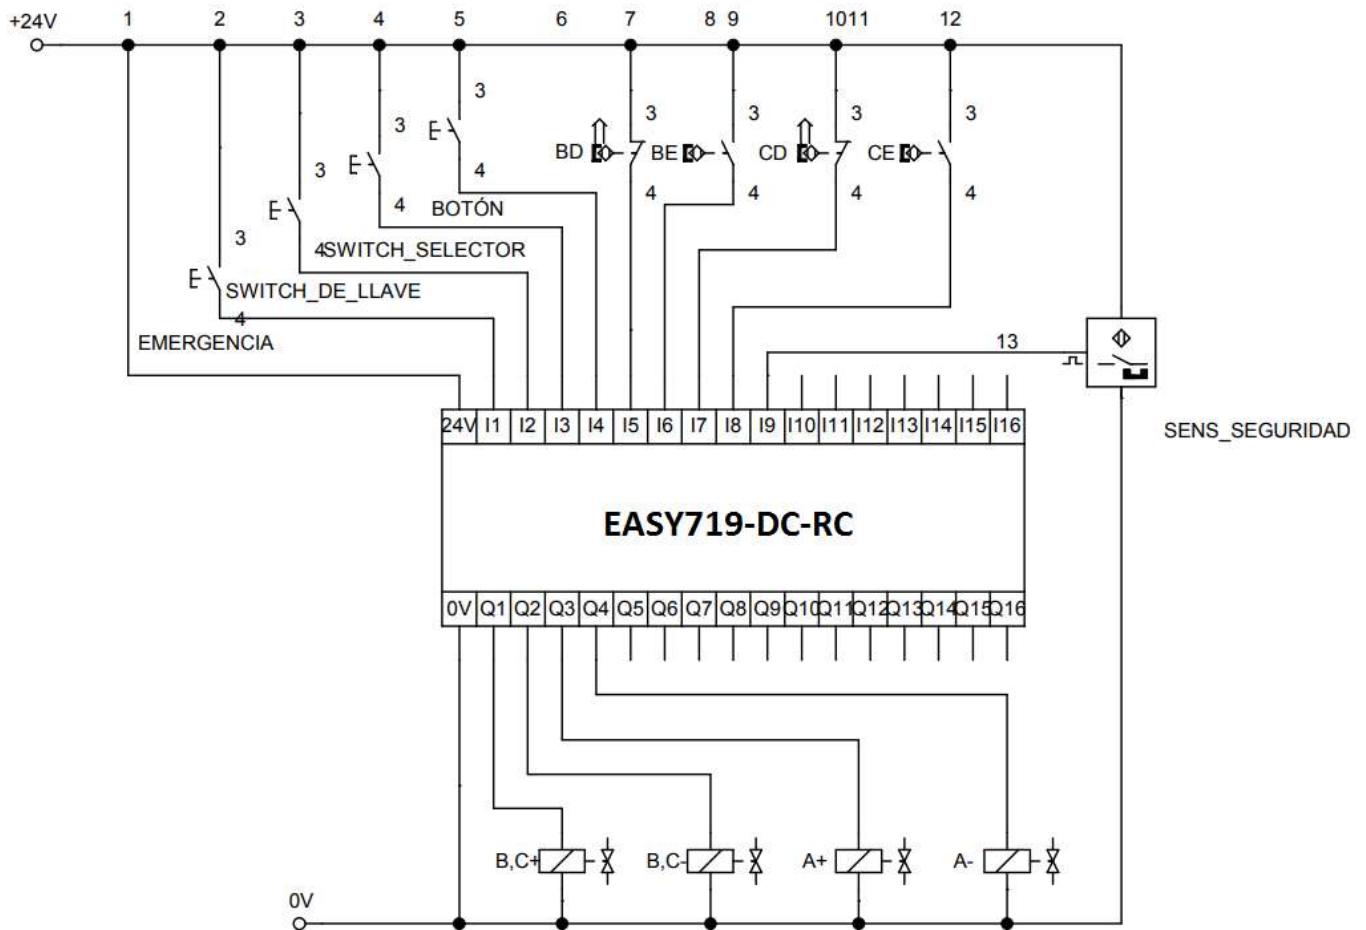 +24V 1 2 3 4 5 6 7 8 9 1011 12
3
3 3 3
3
BD BE CD CE
3
4 4 4 4 4
4 BOTÓN
3
4SWITCH_SELECTOR
SWITCH_DE_LLAVE
4
EMERGENCIA
13
24V I1 I2 I3 I4 I5 I6 I7 I8 I9 I10 I11 I12 I13 I14 I15 I16
SENS_SEGURIDAD
EASY719-DC-RC
0V Q1 Q2 Q3 Q4 Q5 Q6 Q7 Q8 Q9 Q10 Q11 Q12 Q13 Q14 Q15 Q16
B,C+ B,C- A+ A-
0V